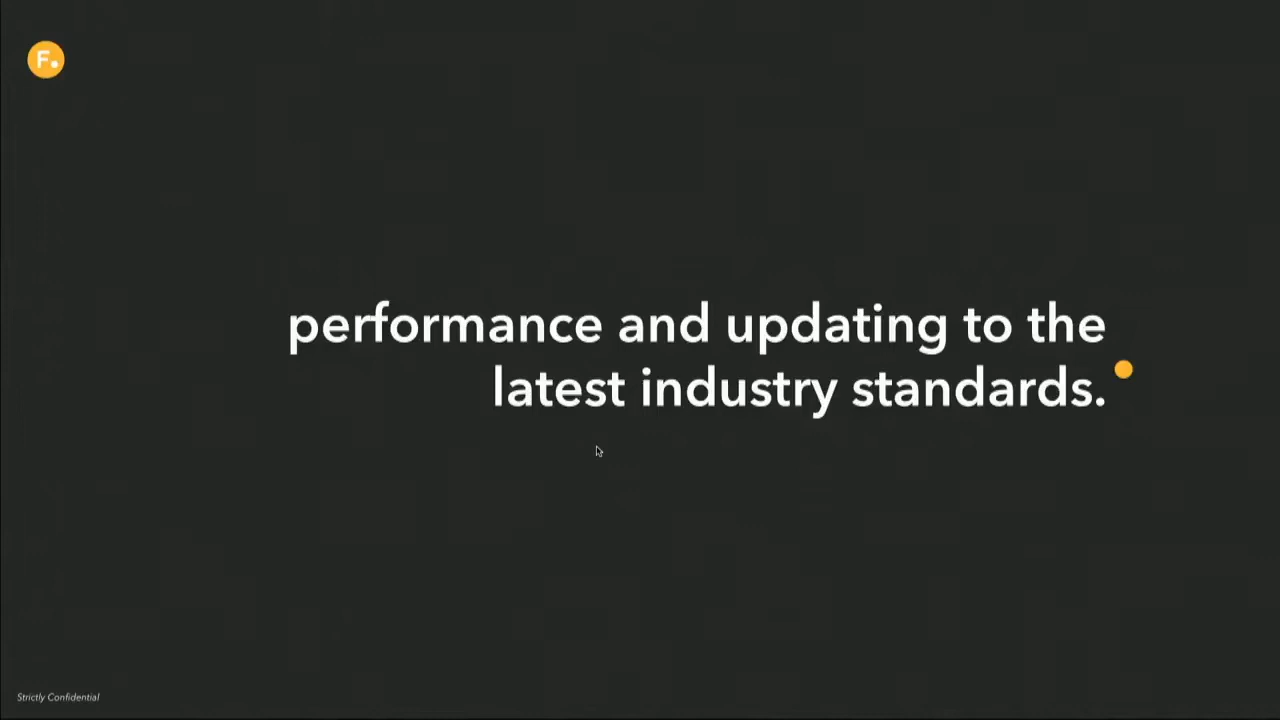 F.
performance and updating to the
latest industry standards.
Strictly Confidential